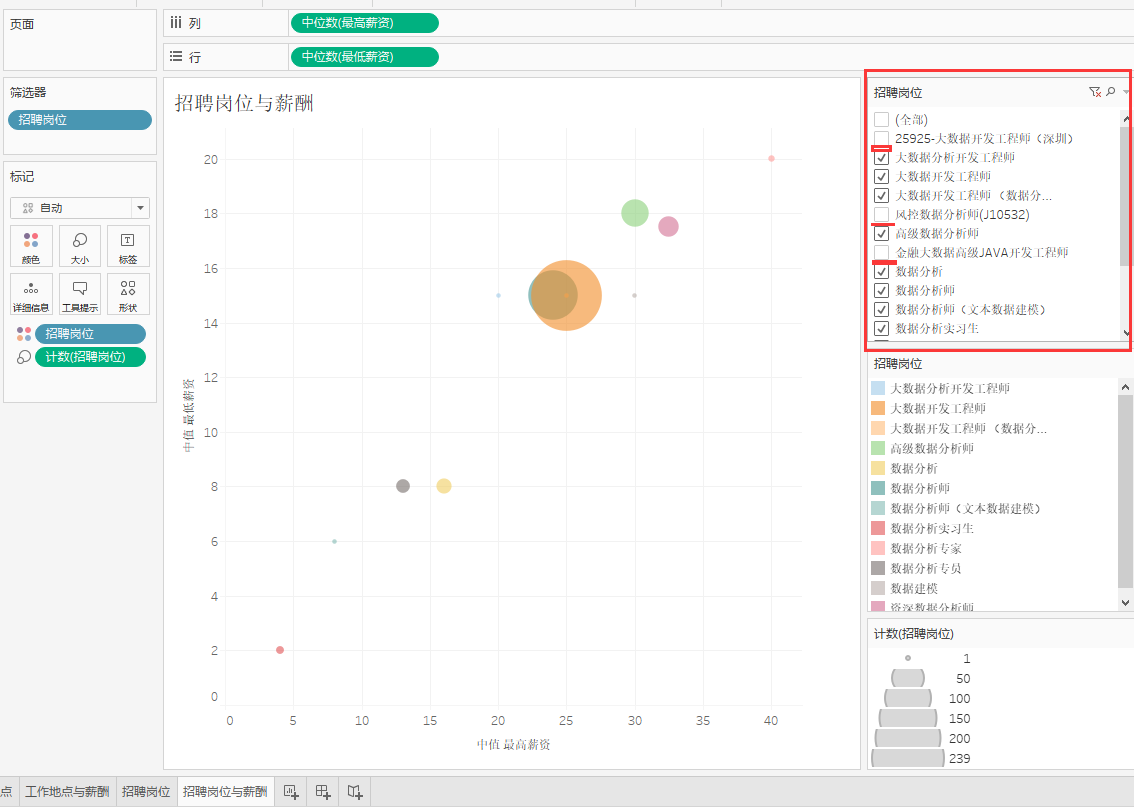 页面
列
中位数(最高薪资)
行
中位数(最低薪资)
筛选器
招聘岗位
标记
自动
颜色
大小
标签
详细信息
工具提示
形状
招聘岗位
计数(招聘岗位)
招聘岗位与薪酬
20
18
16
14
12
10
8
6
4
2
0
中值 最低薪资
0
5
10
15
20
25
30
35
40
中值 最高薪资
招聘岗位
(全部)
25925-大数据开发工程师（深圳）
大数据分析开发工程师
大数据开发工程师
大数据开发工程师 （数据分...
风控数据分析师(J10532)
高级数据分析师
金融大数据高级JAVA开发工程师
数据分析
数据分析师
数据分析师（文本数据建模）
数据分析实习生
招聘岗位
大数据分析开发工程师
大数据开发工程师
大数据开发工程师 （数据分...
高级数据分析师
数据分析
数据分析师
数据分析师（文本数据建模）
数据分析实习生
数据分析专家
数据分析专员
数据建模
资深数据分析师
计数(招聘岗位)
1
50
100
150
200
239
点
工作地点与薪酬
招聘岗位
招聘岗位与薪酬